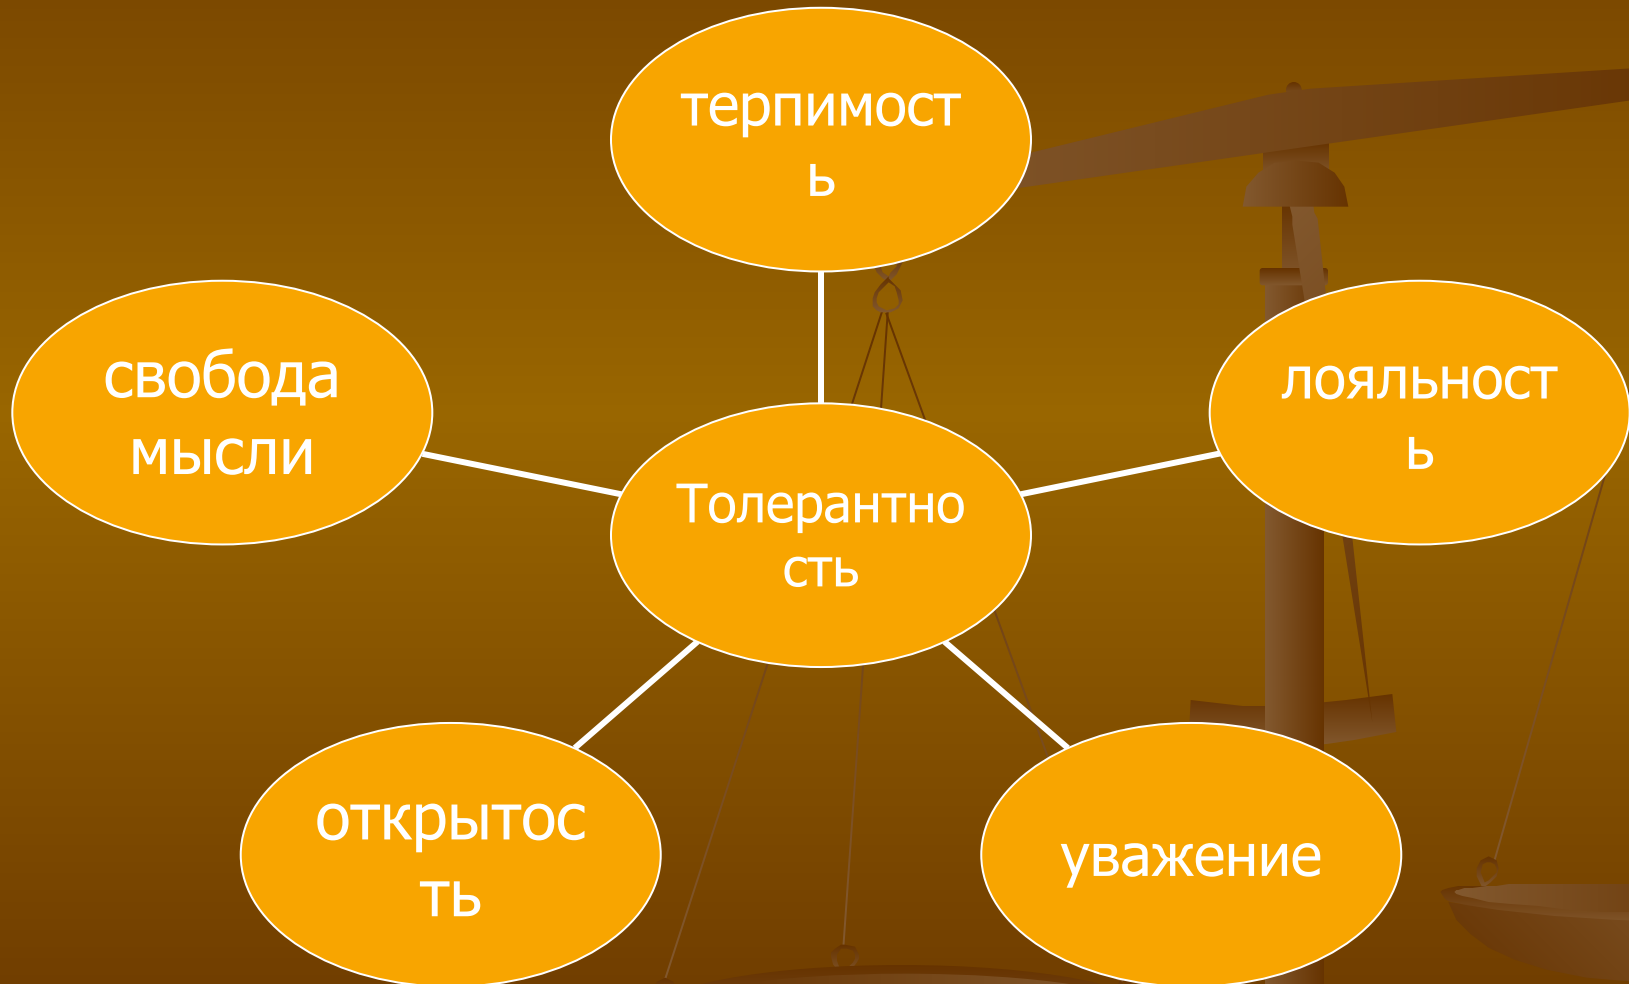 терпимост
ь
свобода
мысли
лояльност
ь
Толерантно
сть
открытос
ть
уважение